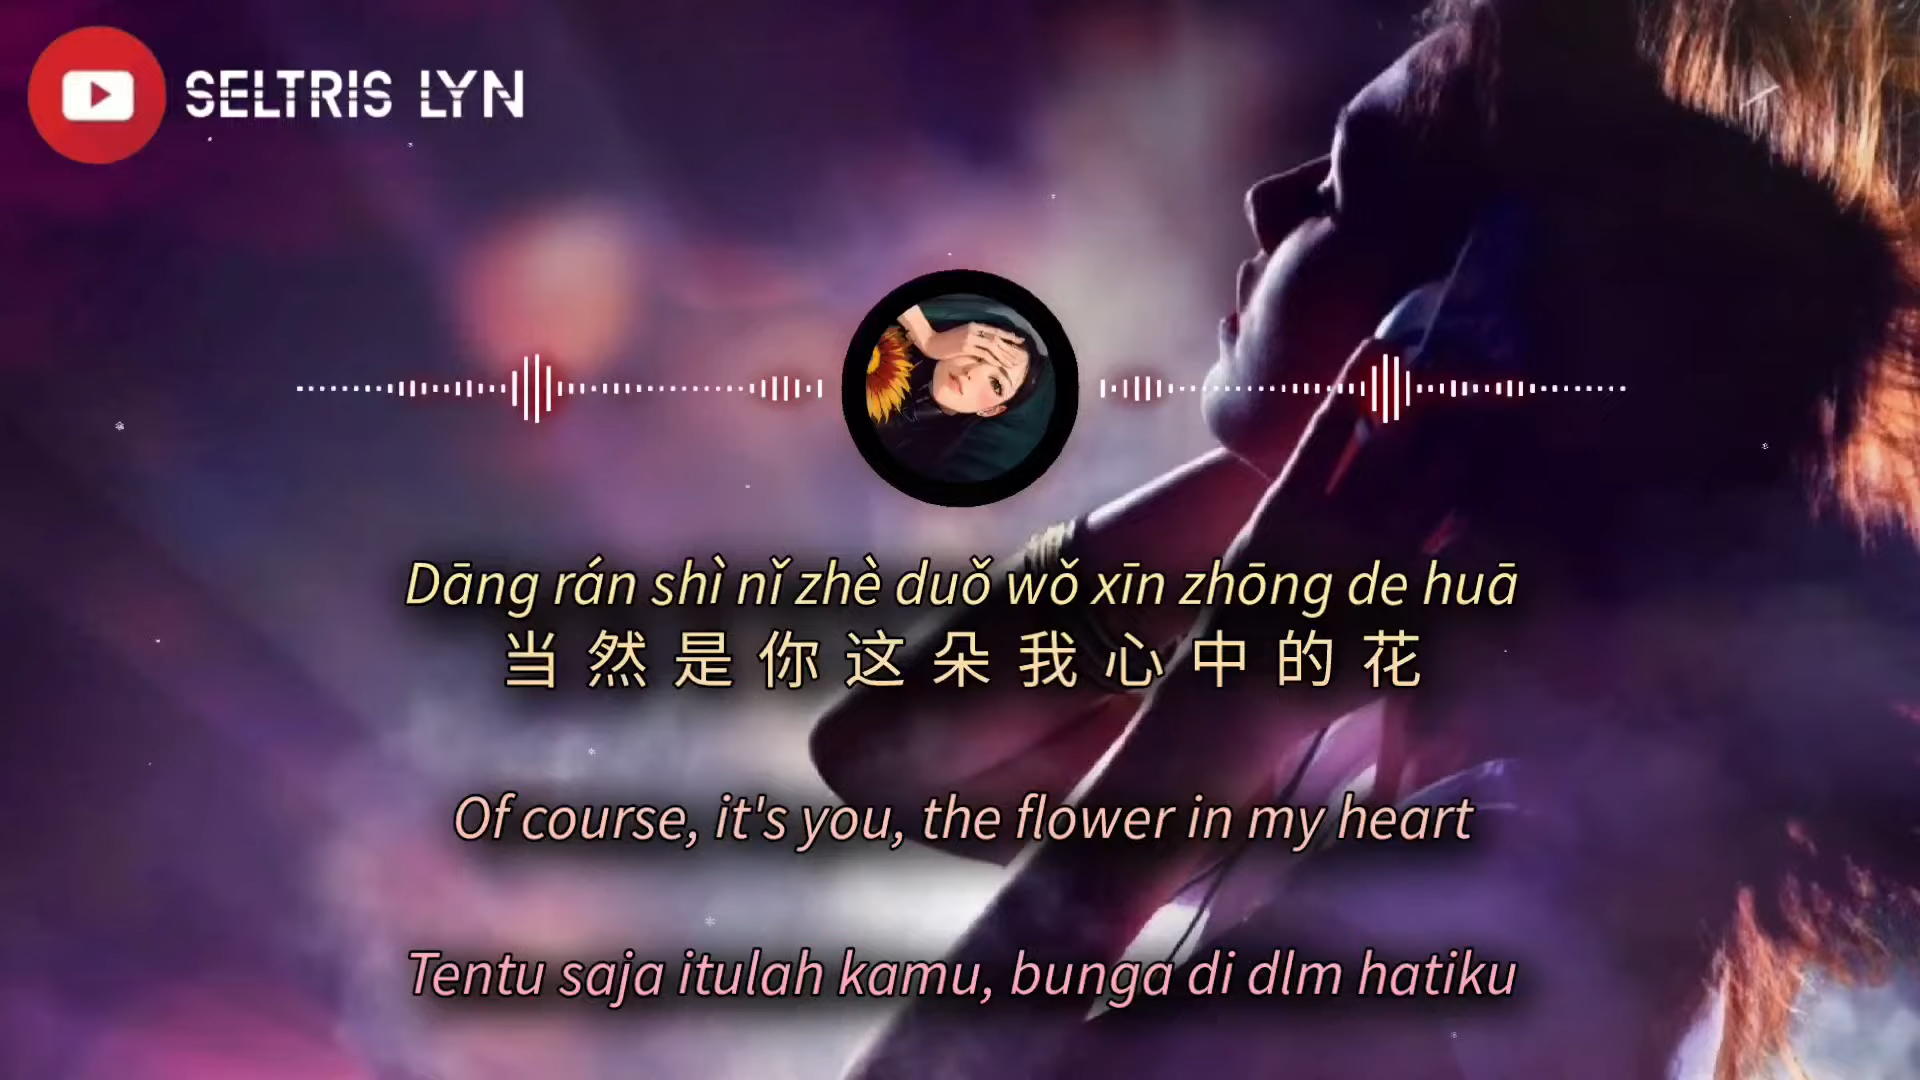 SELTRIS LYN
Dāng rán shì nǐ zhè duǒ wǒ xīn zhōng de huā
当然是你这朵我心中的花
Of course, it's you, the flower in my heart
Tentu saja itulah kamu, bunga di dlm hatiku